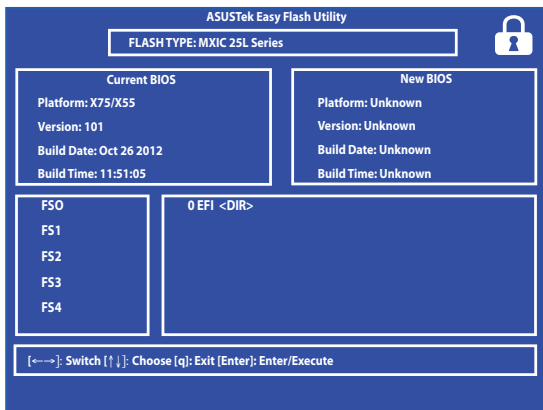 ASUSTek Easy Flash Utility
FLASH TYPE: MXIC 25L Series
Current BIOS
Platform: X75/X55
Version: 101
Build Date: Oct 26 2012
Build Time: 11:51:05
New BIOS
Platform: Unknown
Version: Unknown
Build Date: Unknown
Build Time: Unknown
FSO
FS1
FS2
FS3
FS4
0 EFI <DIR>
[←→]: Switch [↑↓]: Choose [q]: Exit [Enter]: Enter/Execute